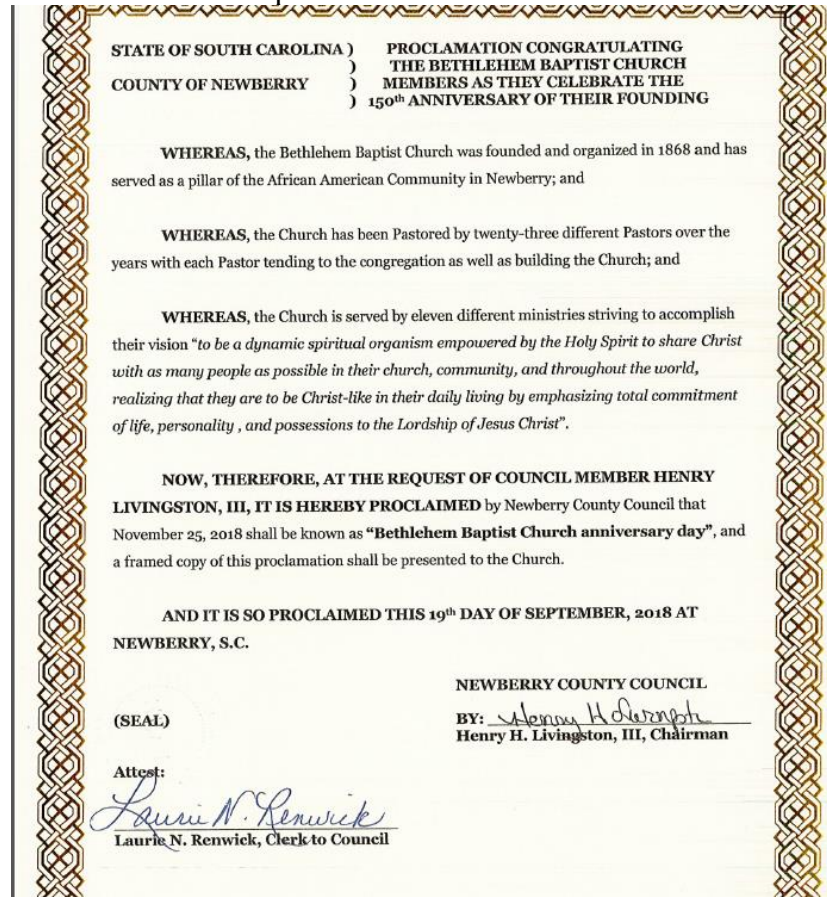 STATE OF SOUTH CAROLINA ) PROCLAMATION CONGRATULATING
) THE BETHLEHEM BAPTIST CHURCH
COUNTY OF NEWBERRY ) MEMBERS AS THEY CELEBRATE THE
) 150th ANNIVERSARY OF THEIR FOUNDING
WHEREAS, the Bethlehem Baptist Church was founded and organized in 1868 and has
served as a pillar of the African American Community in Newberry; and
WHEREAS, the Church has been Pastored by twenty-three different Pastors over the
years with each Pastor tending to the congregation as well as building the Church; and
WHEREAS, the Church is served by eleven different ministries striving to accomplish
their vision “to be a dynamic spiritual organism empowered by the Holy Spirit to share Christ
with as many people as possible in their church, community, and throughout the world,
realizing that they are to be Christ-like in their daily living by emphasizing total commitment
of life, personality , and possessions to the Lordship of Jesus Christ”.
NOW, THEREFORE, AT THE REQUEST OF COUNCIL MEMBER HENRY
LIVINGSTON, III, IT IS HEREBY PROCLAIMED by Newberry County Council that
November 25, 2018 shall be known as “Bethlehem Baptist Church anniversary day”, and
a framed copy of this proclamation shall be presented to the Church.
AND IT IS SO PROCLAIMED THIS 19th DAY OF SEPTEMBER, 2018 AT
NEWBERRY, S.C.
NEWBERRY COUNTY COUNCIL
(SEAL) BY: Henry H
Henry H. Livingston, III, Chairman
Attest:
Laurie N. Renwick
Laurie N. Renwick, Clerk to Council